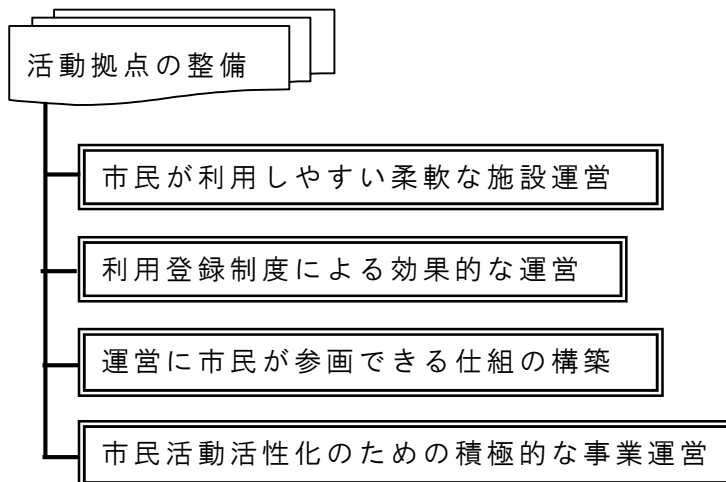 活動拠点の整備
市民が利用しやすい柔軟な施設運営
利用登録制度による効果的な運営
運営に市民が参画できる仕組の構築
市民活動活性化のための積極的な事業運営